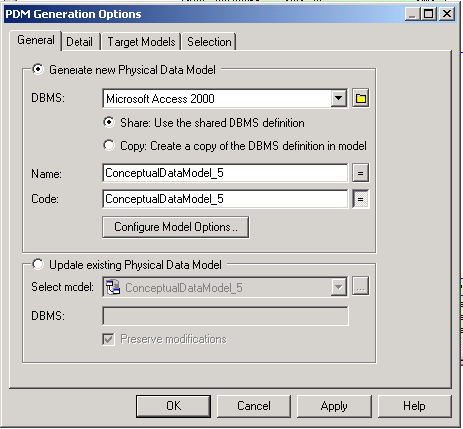 PDM Generation Options
General Detail Target Models Selection
Generate new Physical Data Model
DBMS: Microsoft Access 2000
Share: Use the shared DBMS definition
Copy: Create a copy of the DBMS definition in model
Name: ConceptualDataModel_5 =
Code: ConceptualDataModel_5 =
Configure Model Options...
Update existing Physical Data Model
Select model: ConceptualDataModel_5 ...
DBMS:
Preserve modifications
OK Cancel Apply Help